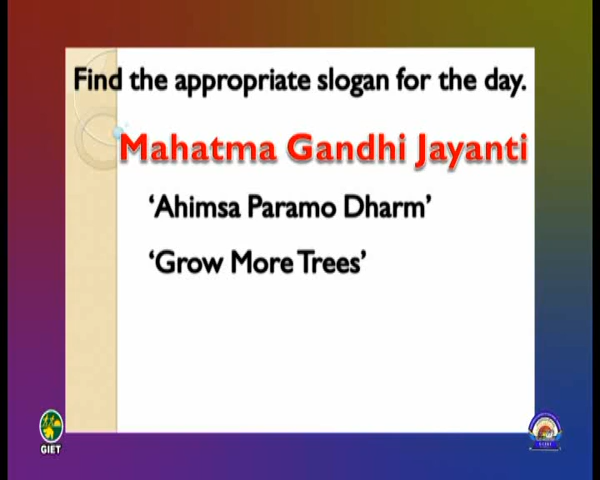 Find the appropriate slogan for the day.
Mahatma Gandhi Jayanti
‘Ahimsa Paramo Dharm’
‘Grow More Trees’
GIET